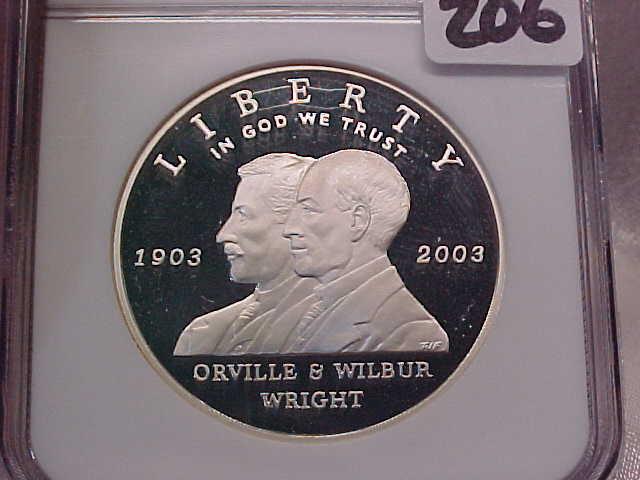 206
LIBERTY
IN GOD WE TRUST
1903 2003
ORVILLE & WILBUR
WRIGHT